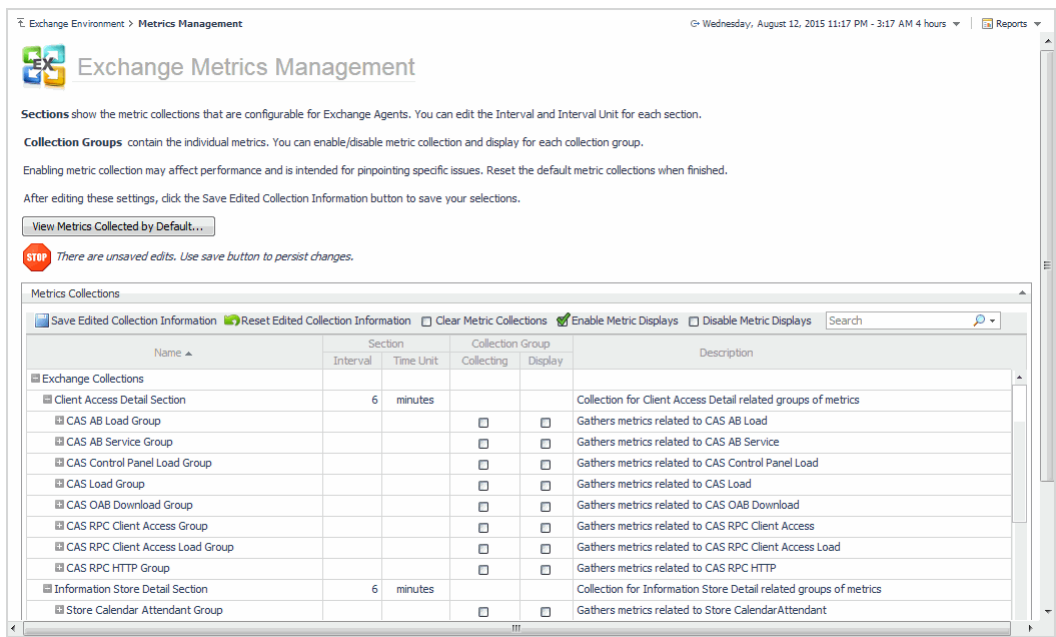 Exchange Environment > Metrics Management
Wednesday, August 12, 2015 11:17 PM - 3:17 AM 4 hours
Reports
EX
Exchange Metrics Management
Sections show the metric collections that are configurable for Exchange Agents. You can edit the Interval and Interval Unit for each section.
Collection Groups contain the individual metrics. You can enable/disable metric collection and display for each collection group.
Enabling metric collection may affect performance and is intended for pinpointing specific issues. Reset the default metric collections when finished.
After editing these settings, click the Save Edited Collection Information button to save your selections.
View Metrics Collected by Default...
STOP There are unsaved edits. Use save button to persist changes.
Metrics Collections
Save Edited Collection Information Reset Edited Collection Information Clear Metric Collections Enable Metric Displays Disable Metric Displays Search
Name Section Collection Group Description
Interval Time Unit Collecting Display
Exchange Collections
Client Access Detail Section 6 minutes Collection for Client Access Detail related groups of metrics
CAS AB Load Group Gathers metrics related to CAS AB Load
CAS AB Service Group Gathers metrics related to CAS AB Service
CAS Control Panel Load Group Gathers metrics related to CAS Control Panel Load
CAS Load Group Gathers metrics related to CAS Load
CAS OAB Download Group Gathers metrics related to CAS OAB Download
CAS RPC Client Access Group Gathers metrics related to CAS RPC Client Access
CAS RPC Client Access Load Group Gathers metrics related to CAS RPC Client Access Load
CAS RPC HTTP Group Gathers metrics related to CAS RPC HTTP
Information Store Detail Section 6 minutes Collection for Information Store Detail related groups of metrics
Store Calendar Attendant Group Gathers metrics related to Store CalendarAttendant